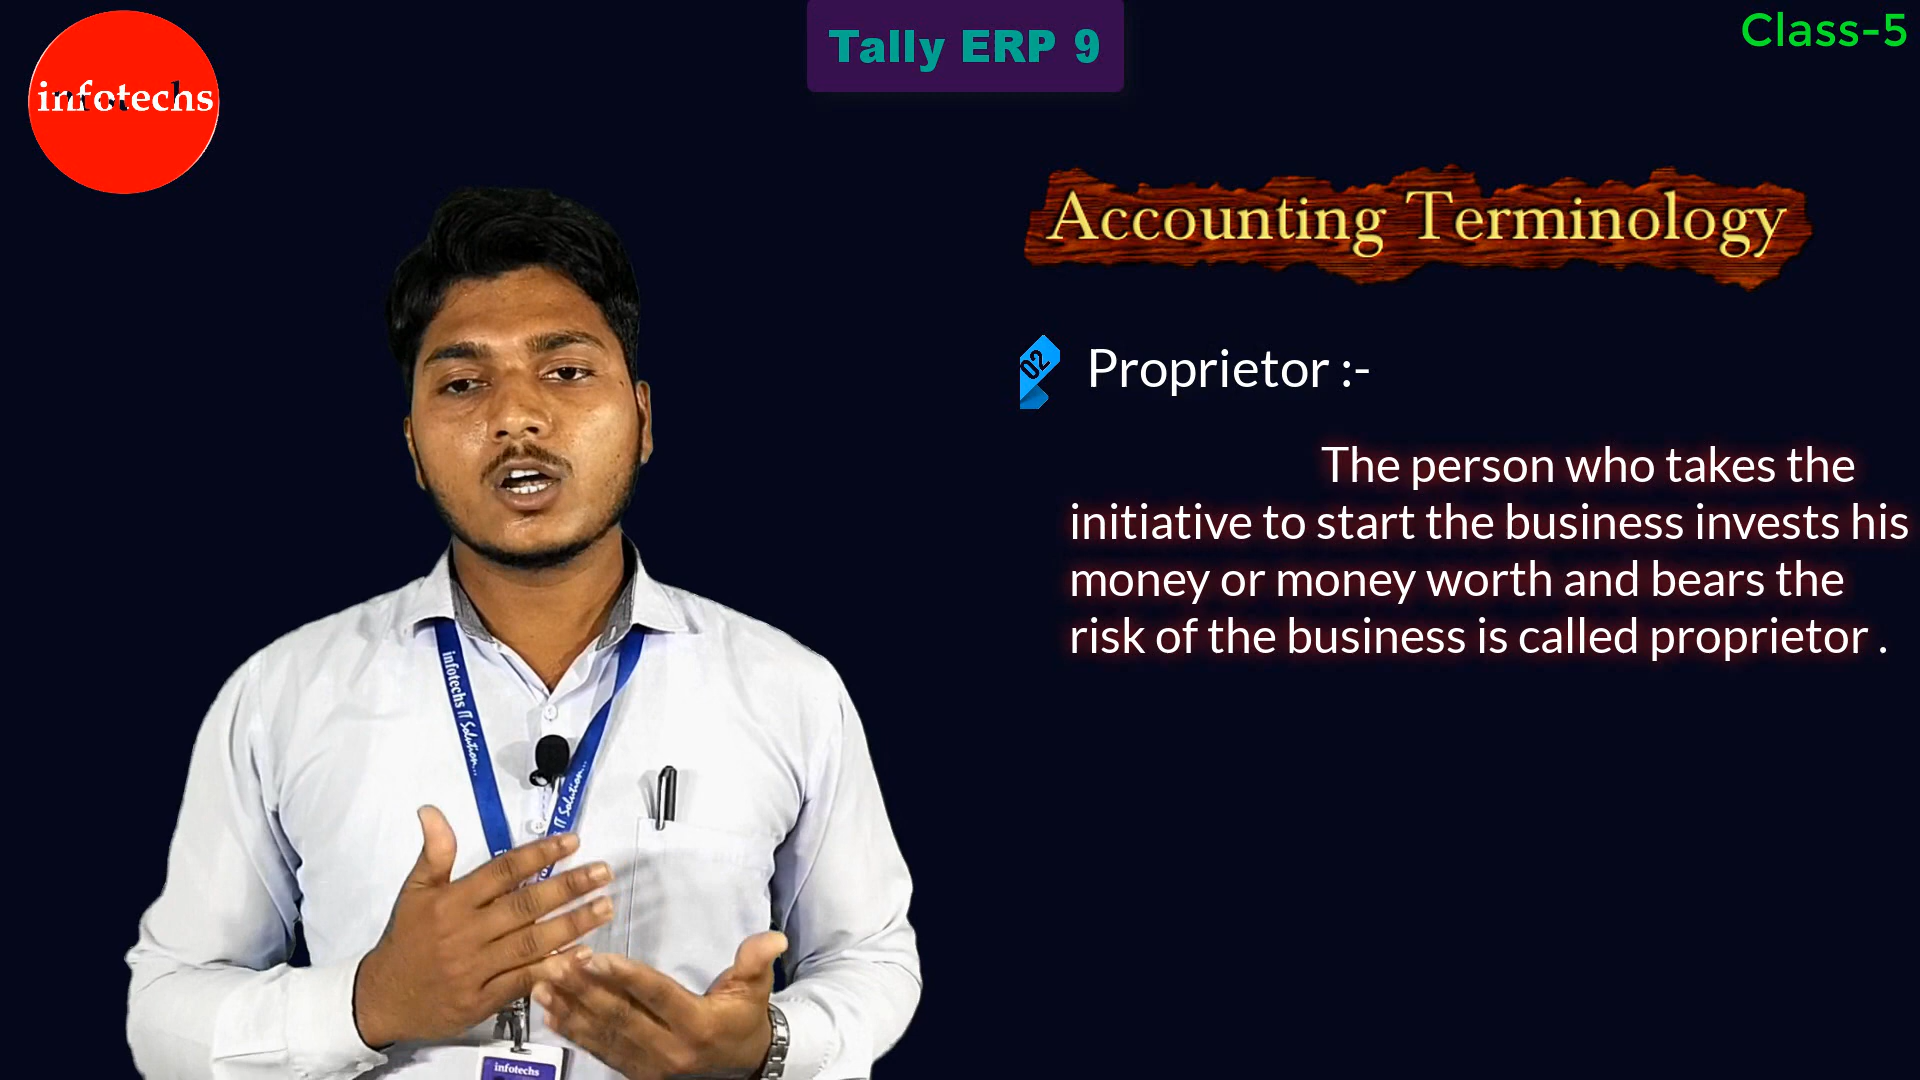 infotechs
Tally ERP 9
Class-5
Accounting Terminology
02
Proprietor :-
The person who takes the
initiative to start the business invests his
money or money worth and bears the
risk of the business is called proprietor .
infotechs IT Solution...
IT Solution...
infotechs